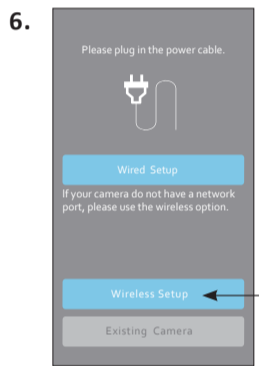 6.
Please plug in the power cable.
Wired Setup
If your camera do not have a network
port, please use the wireless option.
Wireless Setup
Existing Camera